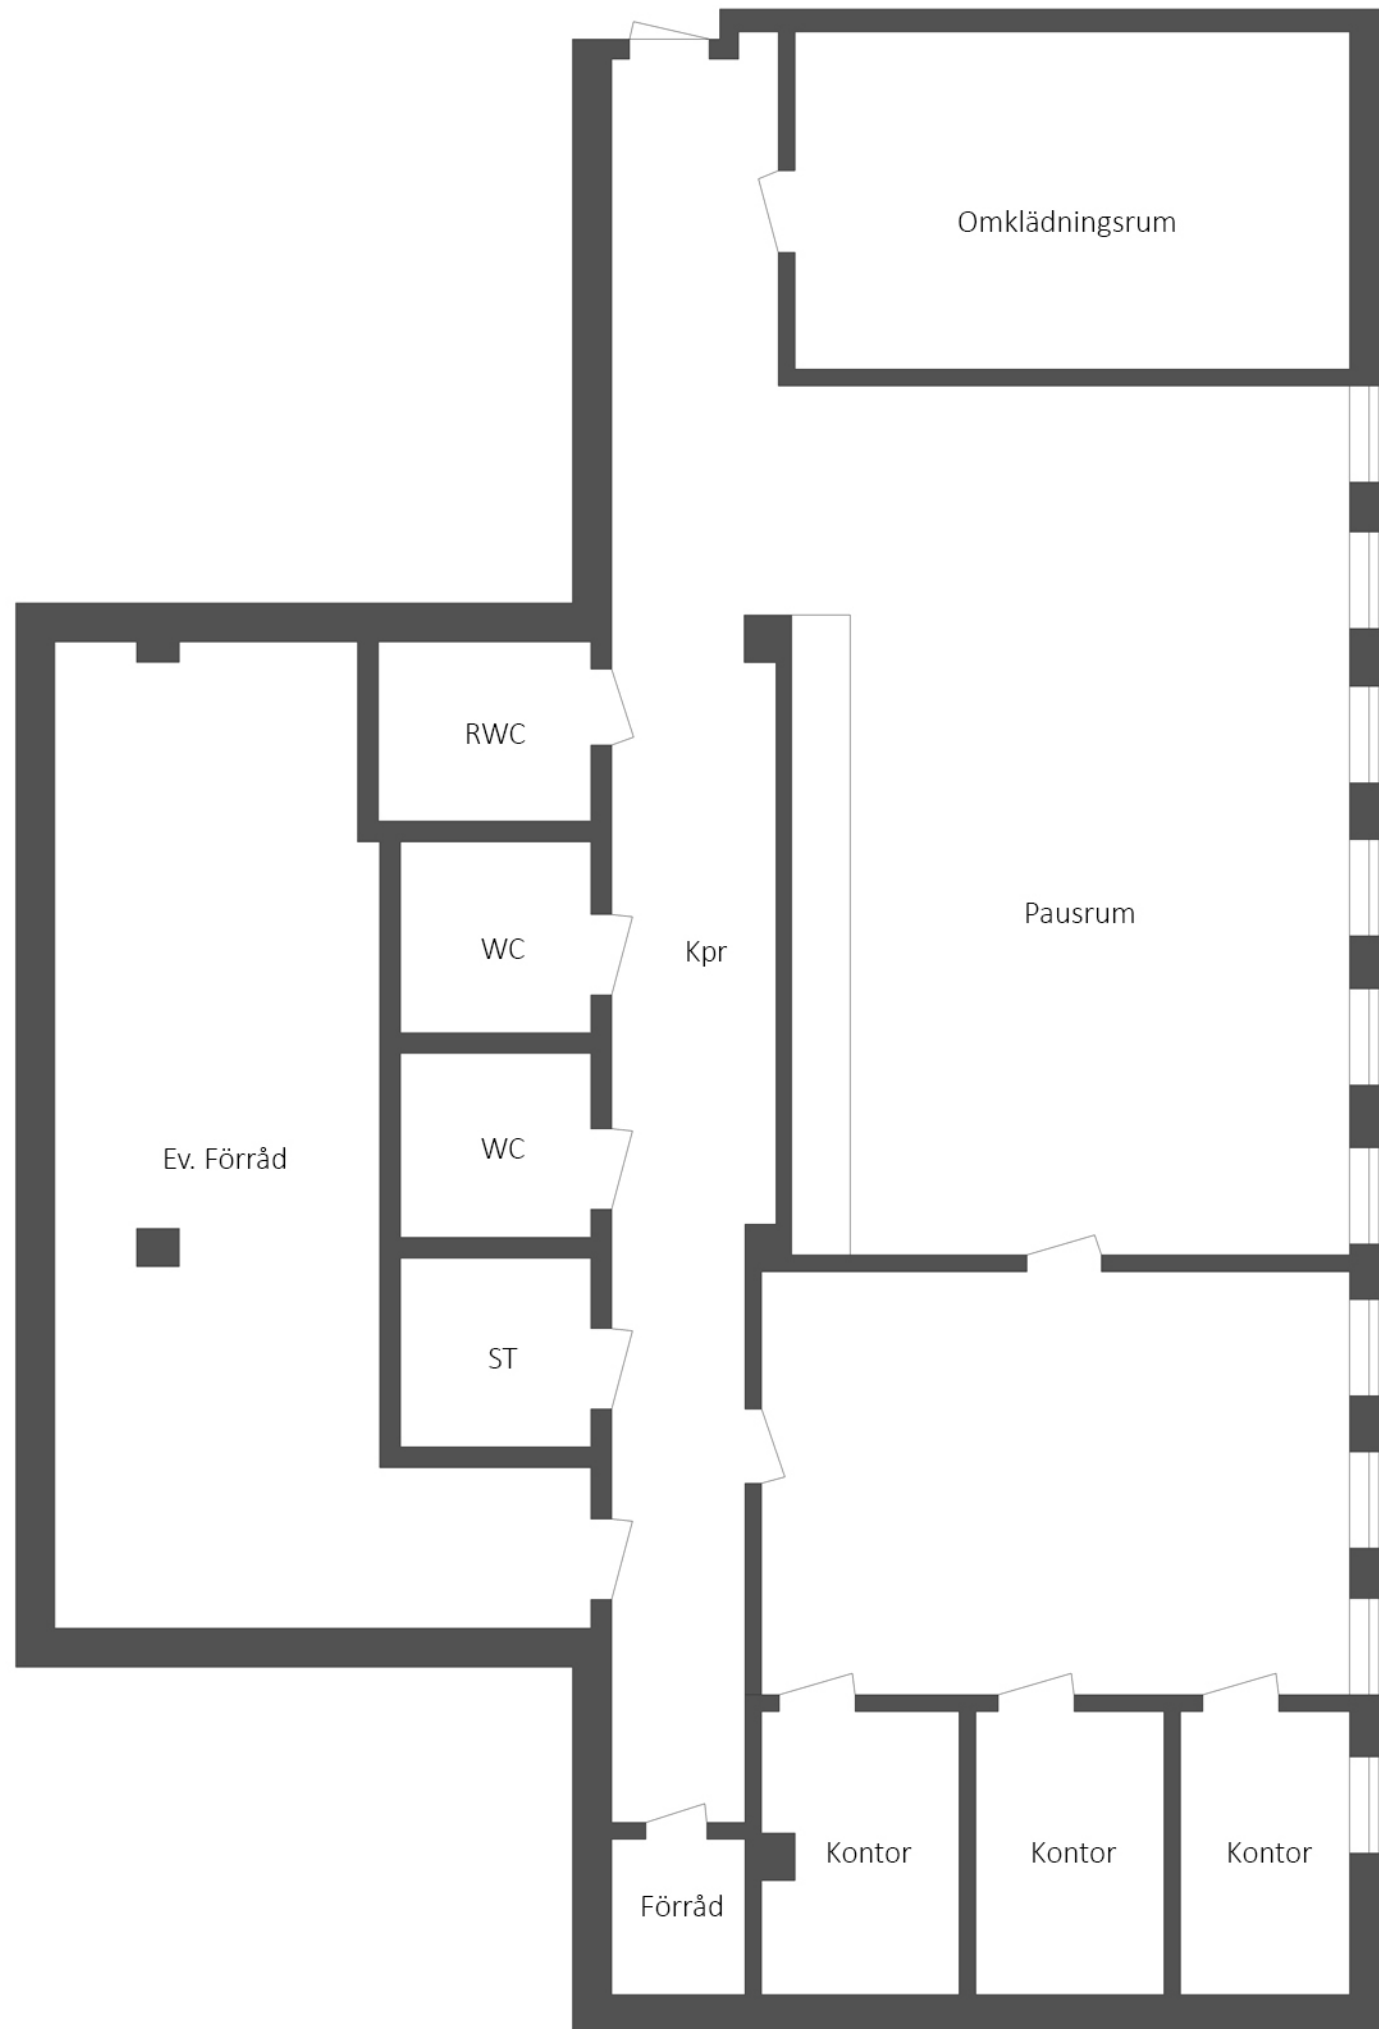 Omklädningsrum
RWC
Pausrum
WC
Kpr
WC
Ev. Förråd
ST
Kontor
Kontor
Kontor
Förråd